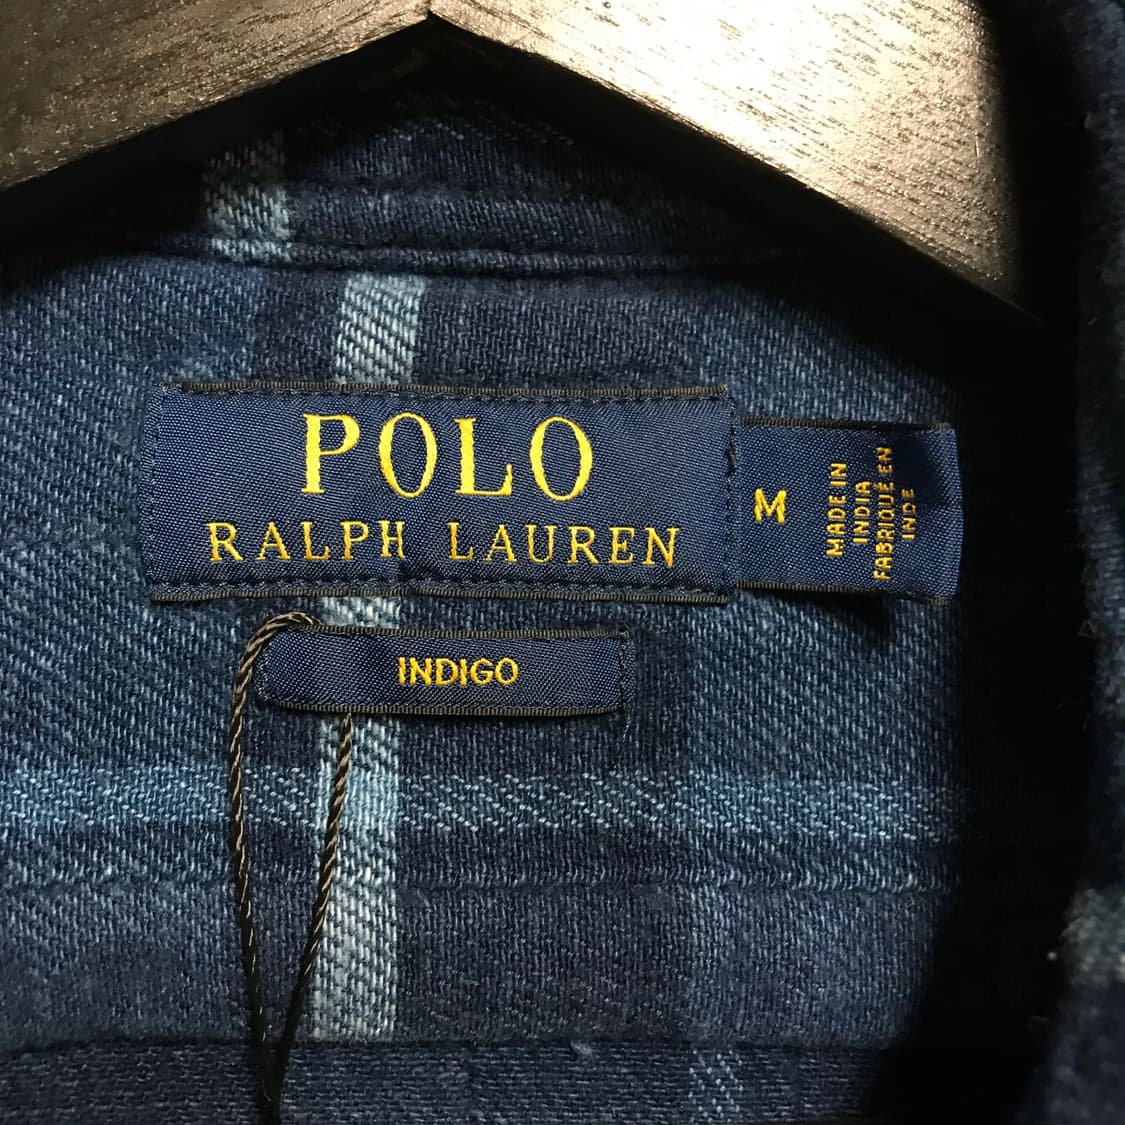 POLO
RALPH LAUREN
M
MADE IN
INDIA
FABRIQUÉ EN
INDE
INDIGO